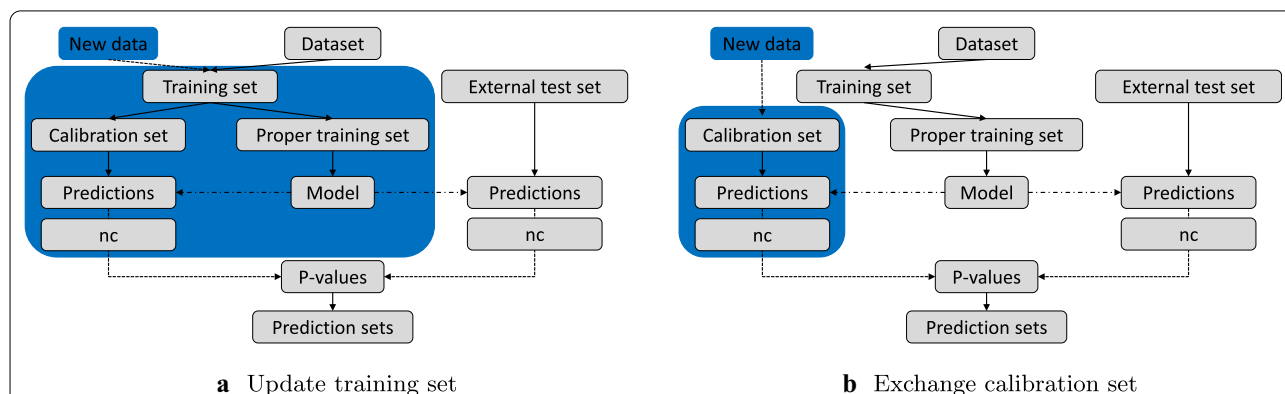 New data
Dataset
Training set
External test set
Calibration set
Proper training set
Predictions
Model
Predictions
nc
nc
P-values
Prediction sets
a Update training set
New data
Dataset
Training set
External test set
Calibration set
Proper training set
Predictions
Model
Predictions
nc
nc
P-values
Prediction sets
b Exchange calibration set